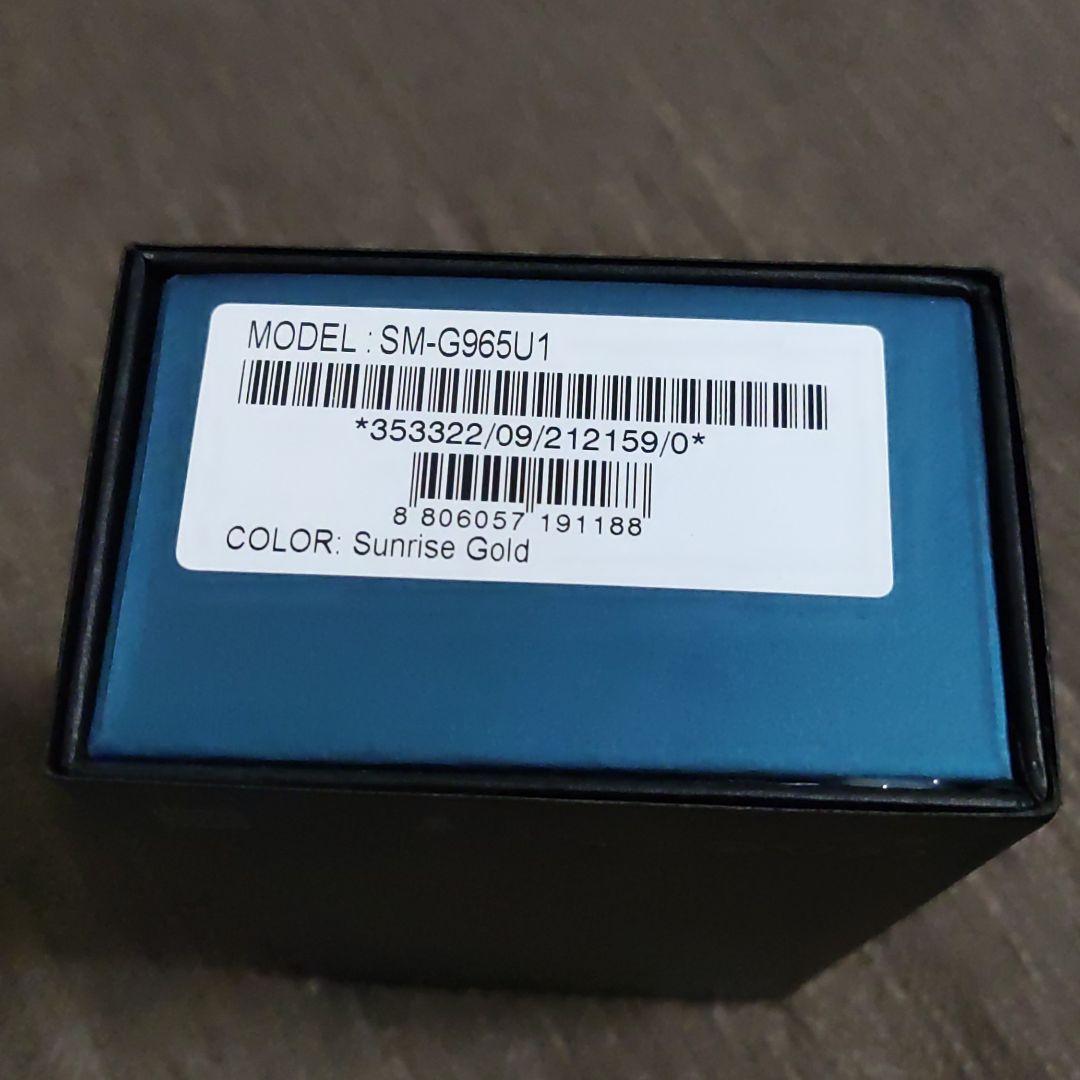 MODEL : SM-G965U1
*353322/09/212159/0*
8 806057 191188
COLOR: Sunrise Gold